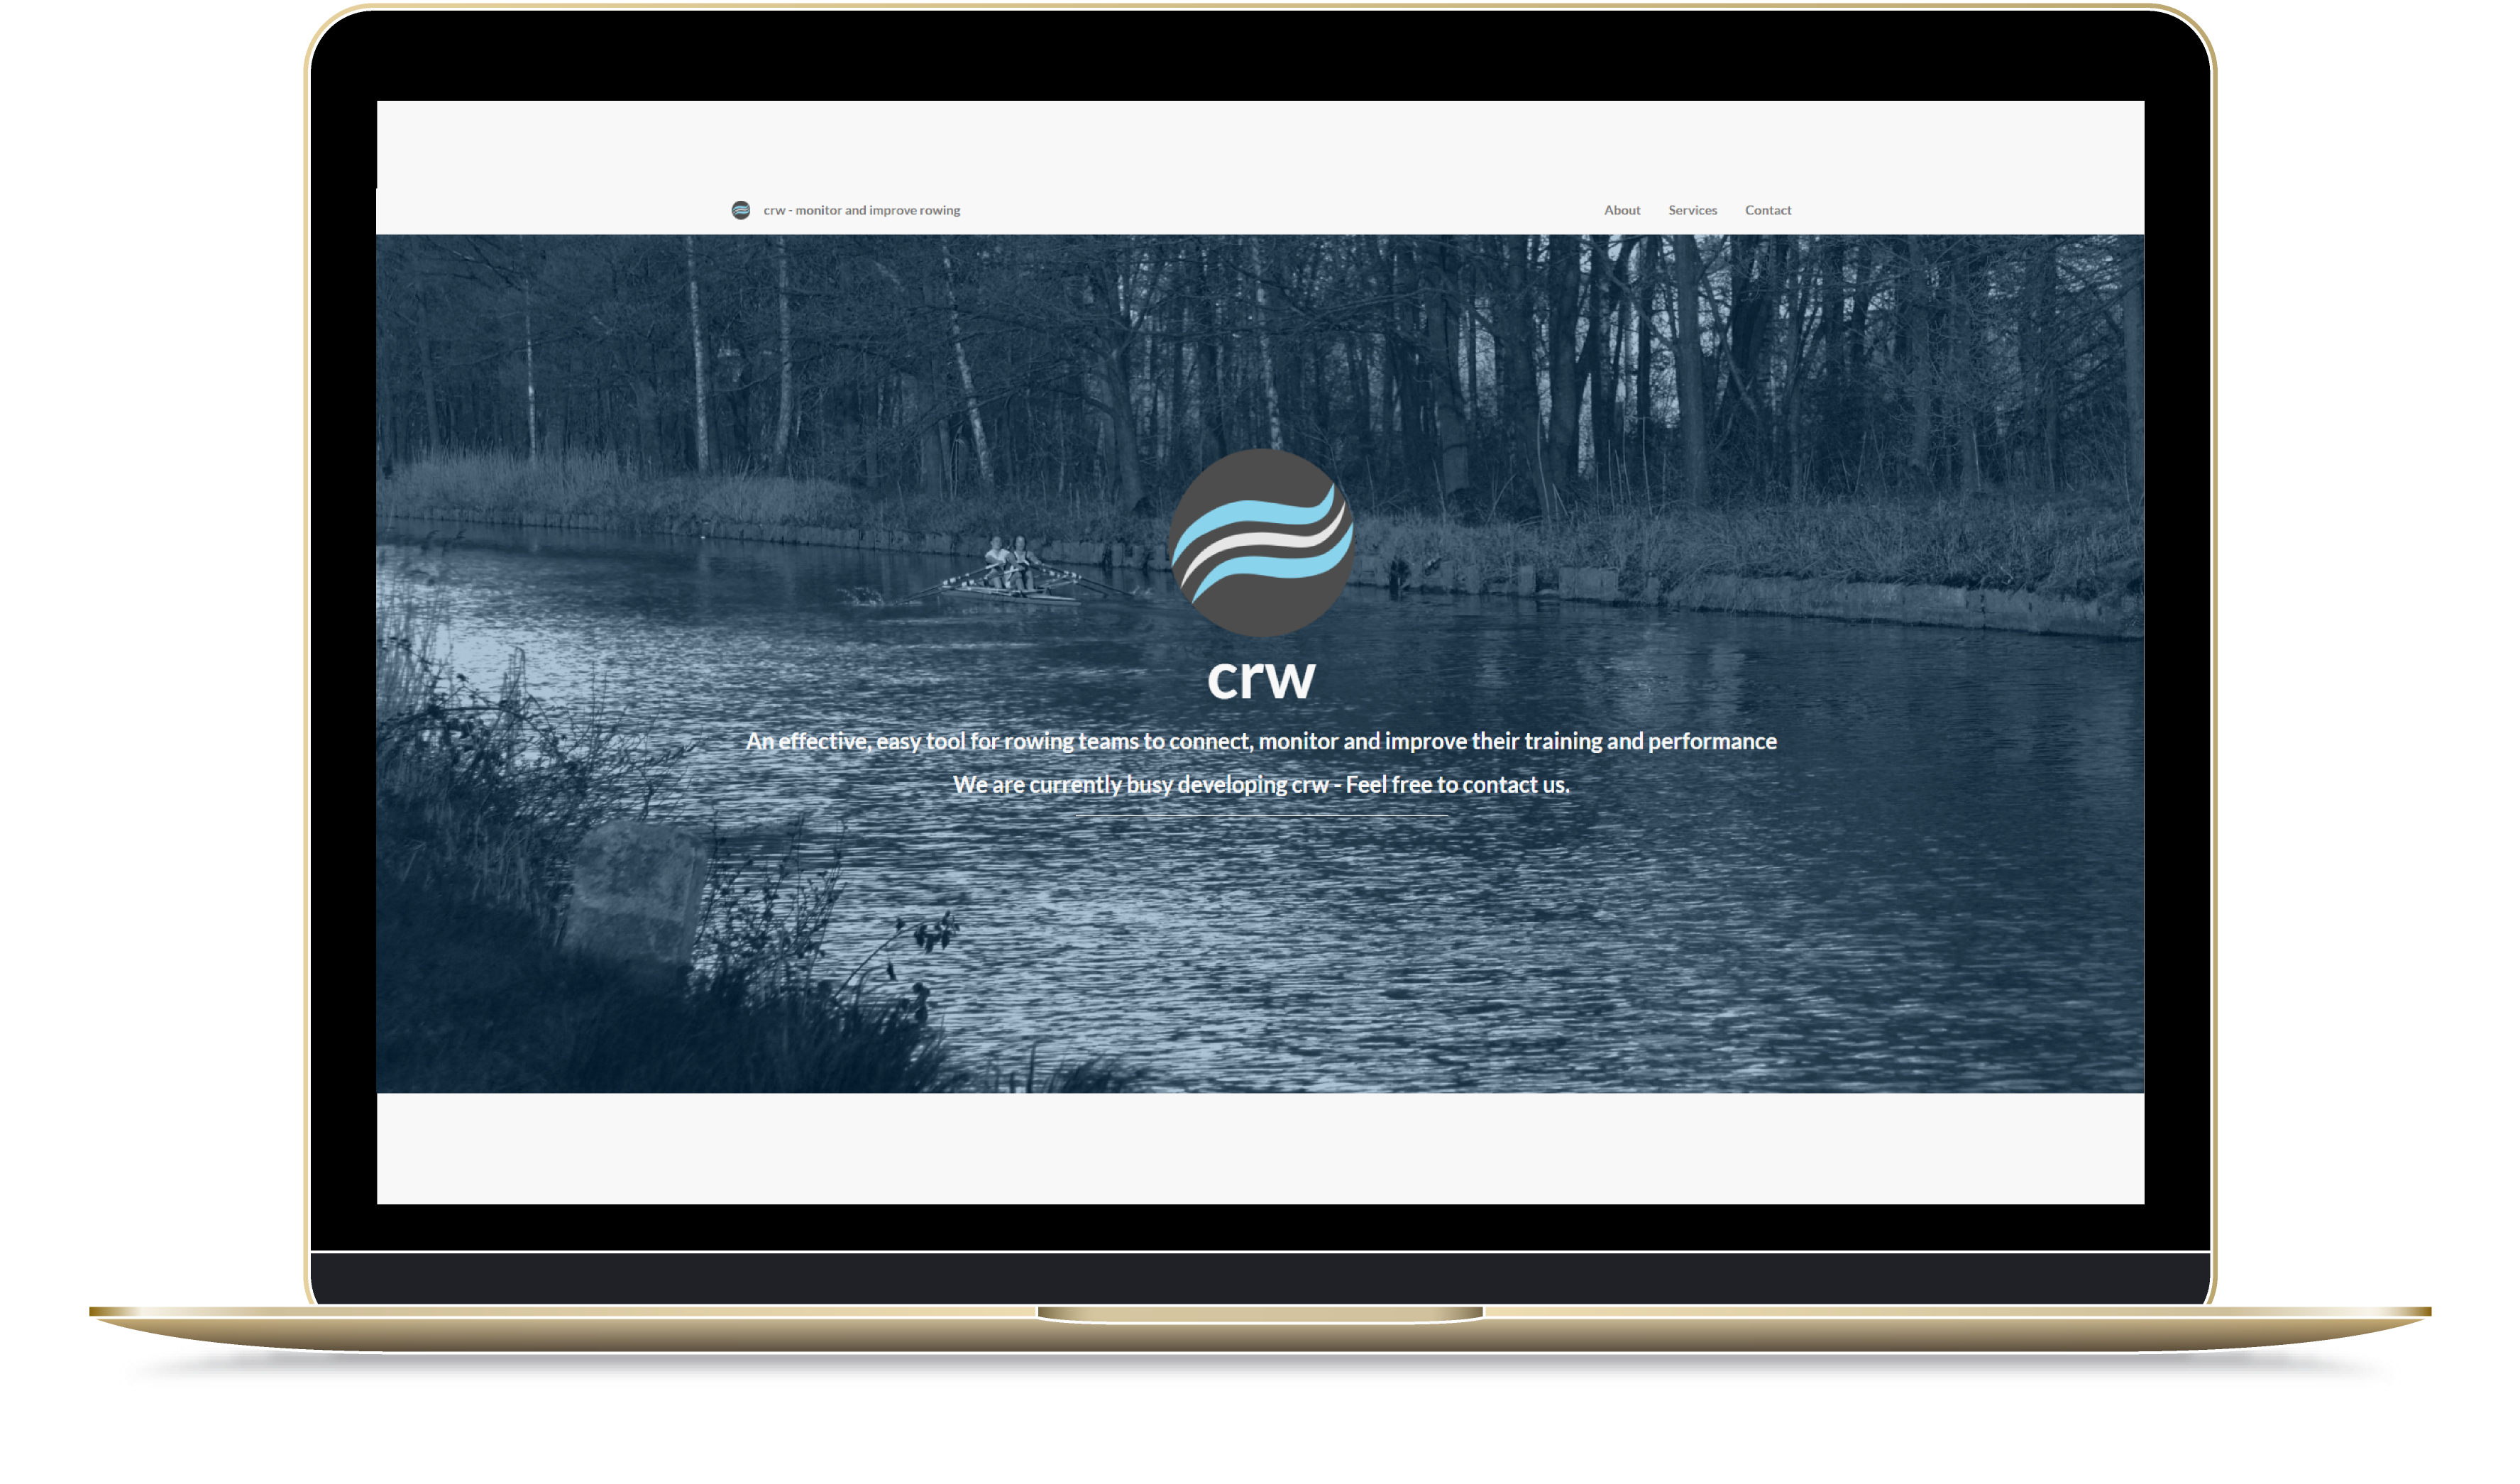 crw - monitor and improve rowing
About Services Contact
crw
An effective, easy tool for rowing teams to connect, monitor and improve their training and performance
We are currently busy developing crw - Feel free to contact us.